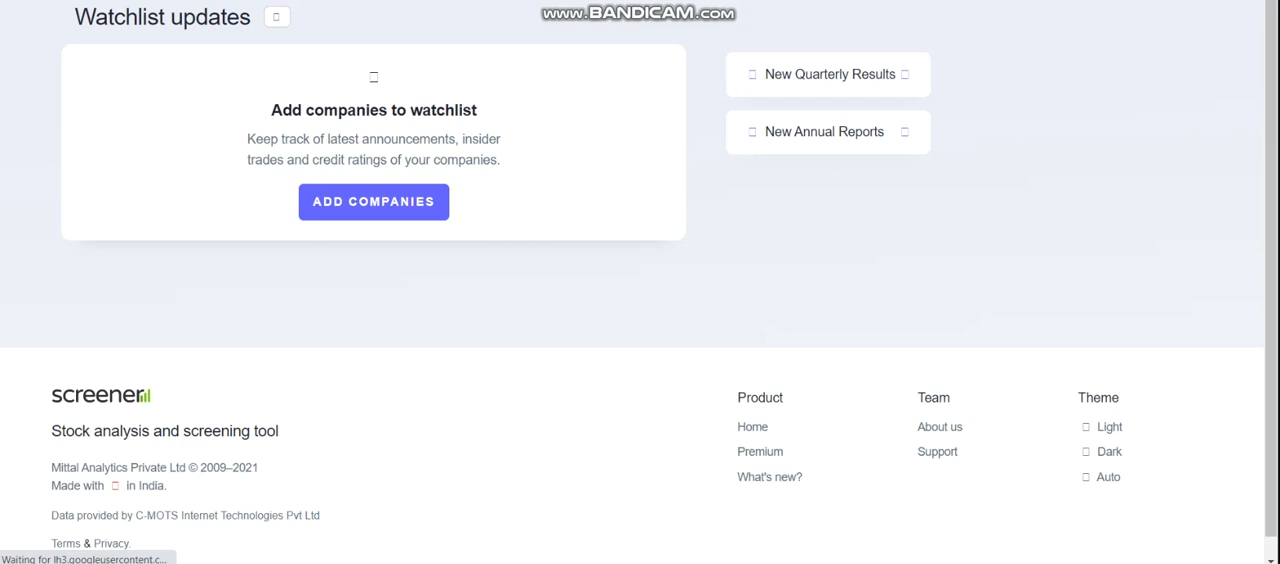 www.BANDICAM.com
Watchlist updates
Add companies to watchlist
Keep track of latest announcements, insider
trades and credit ratings of your companies.
ADD COMPANIES
New Quarterly Results
New Annual Reports
screener
Stock analysis and screening tool
Mittal Analytics Private Ltd © 2009–2021
Made with in India.
Data provided by C-MOTS Internet Technologies Pvt Ltd
Terms & Privacy.
Product
Home
Premium
What's new?
Team
About us
Support
Theme
Light
Dark
Auto
Waiting for lh3.googleusercontent.c...